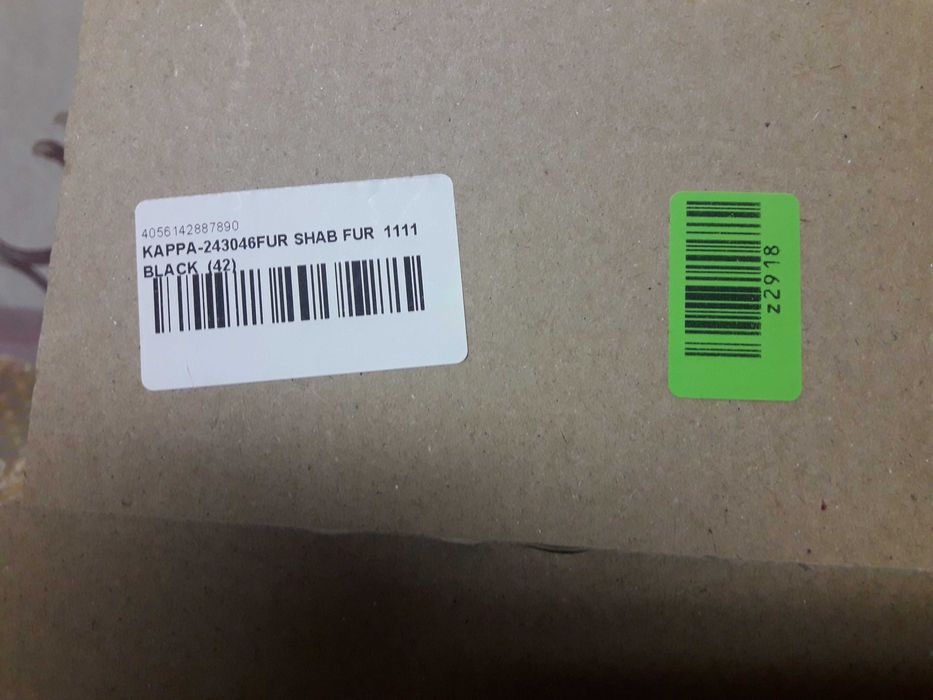 4056142887890
KAPPA-243046FUR SHAB FUR 1111
BLACK (42)
z2918